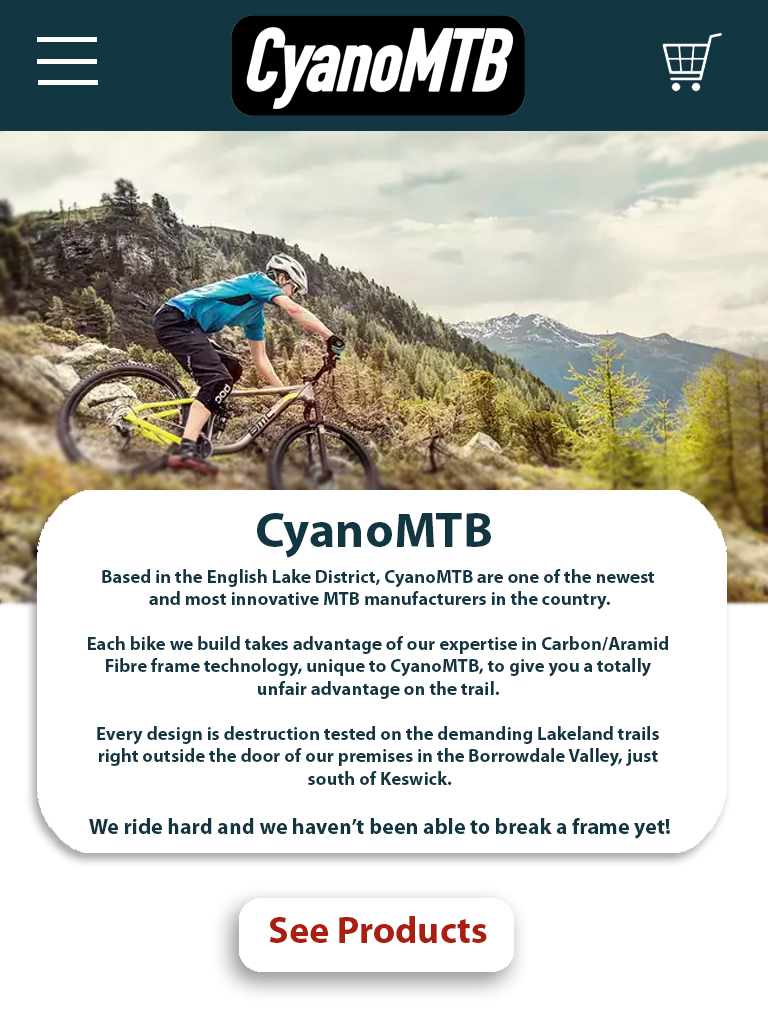 CyanoMTB
poc
BMC
CyanoMTB
Based in the English Lake District, CyanoMTB are one of the newest
and most innovative MTB manufacturers in the country.
Each bike we build takes advantage of our expertise in Carbon/Aramid
Fibre frame technology, unique to CyanoMTB, to give you a totally
unfair advantage on the trail.
Every design is destruction tested on the demanding Lakeland trails
right outside the door of our premises in the Borrowdale Valley, just
south of Keswick.
We ride hard and we haven’t been able to break a frame yet!
See Products